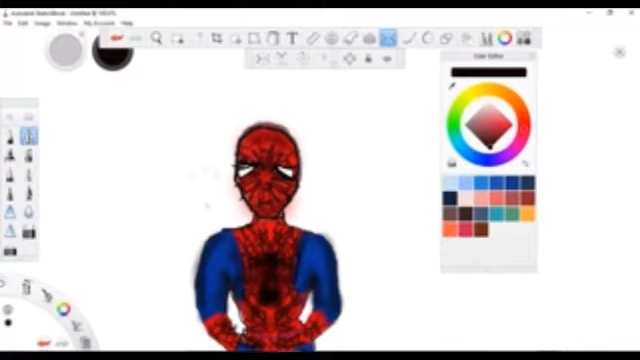 Autodesk SketchBook - Untitled @ 100.0%
File Edit Image Window My Account Help
T
Color Editor